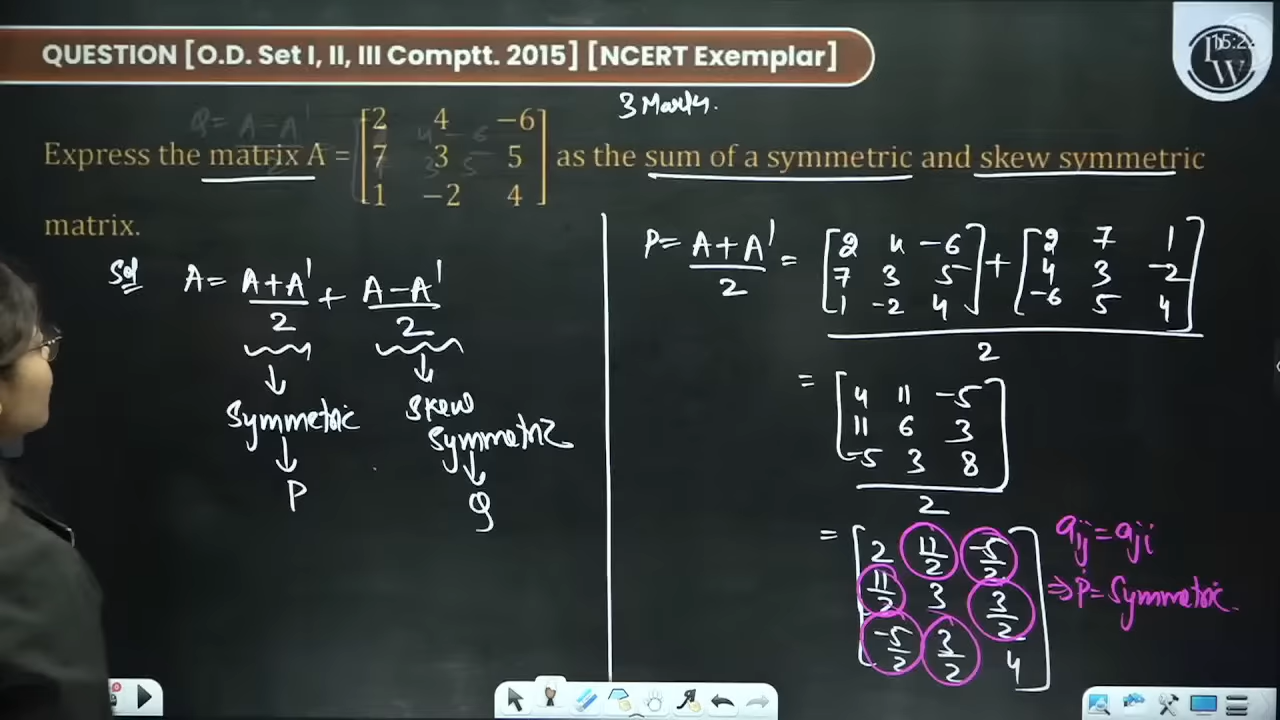 QUESTION [O.D. Set I, II, III Comptt. 2015] [NCERT Exemplar]
3 Marks.
Express the matrix A = [2 4 −6
7 3 5
1 −2 4] as the sum of a symmetric and skew symmetric
matrix.
Q = A − A' / 2
Sol A = A + A' / 2 + A − A' / 2
↓ ↓
Symmetric Skew
Symmetric
↓ ↓
P Q
P = A + A' / 2 = [2 4 −6
7 3 5
1 −2 4] + [2 7 1
4 3 −2
−6 5 4]
2
= [4 11 −5
11 6 3
−5 3 8]
2
= [2 11/2 −5/2
11/2 3 3/2
−5/2 3/2 4]
aij = aji
⇒ P = Symmetric.
W